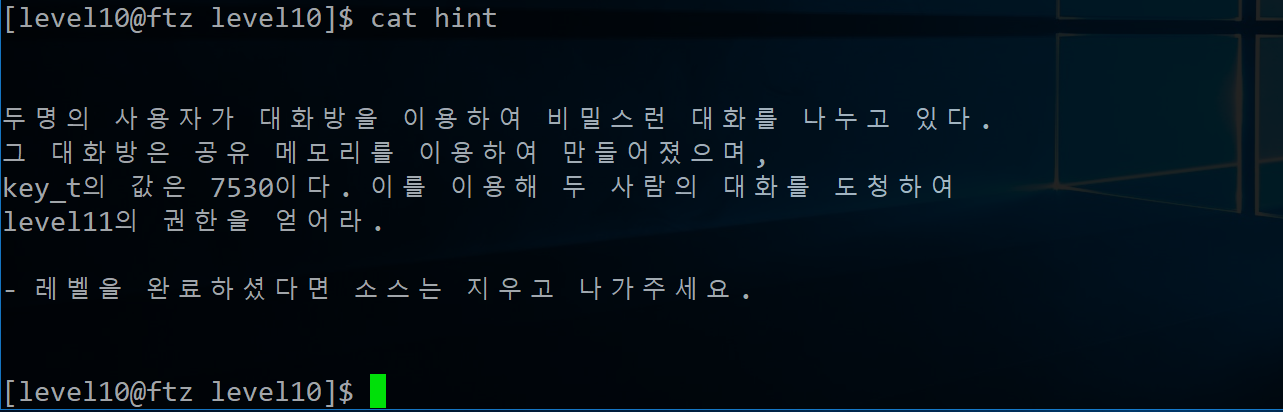 [level10@ftz level10]$ cat hint
두명의 사용자가 대화방을 이용하여 비밀스런 대화를 나누고 있다.
그 대화방은 공유 메모리를 이용하여 만들어졌으며,
key_t의 값은 7530이다. 이를 이용해 두 사람의 대화를 도청하여
level11의 권한을 얻어라.
- 레벨을 완료하셨다면 소스는 지우고 나가주세요.
[level10@ftz level10]$